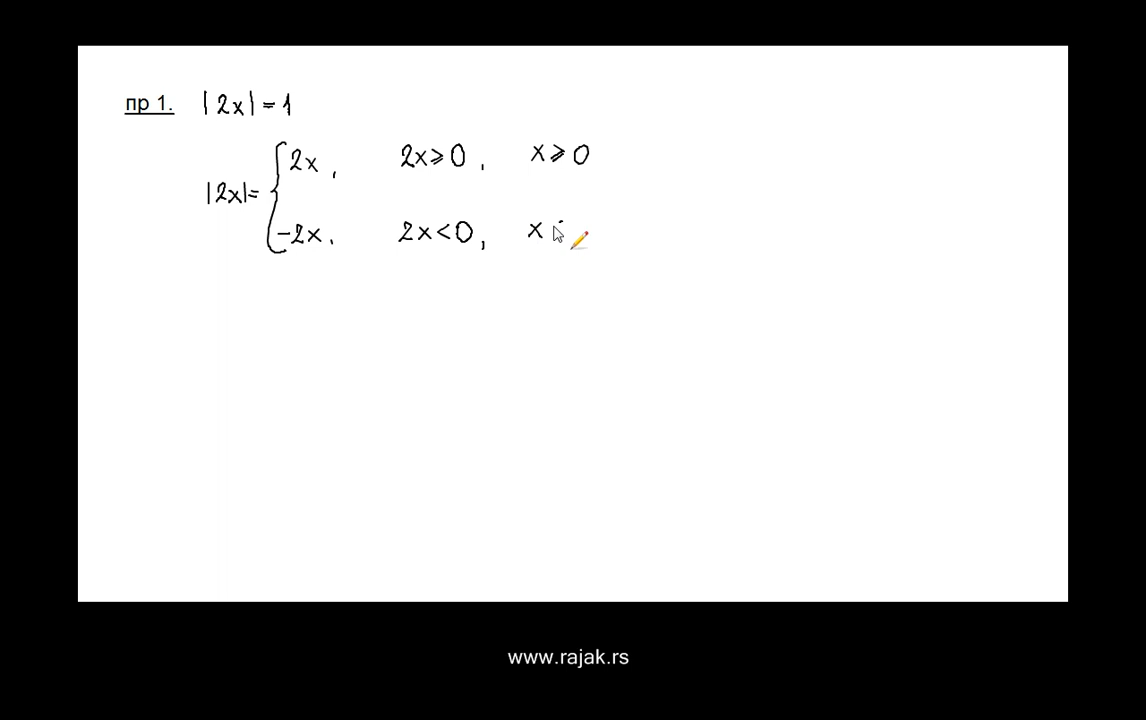 пр 1. |2x| = 1
|2x| = { 2x, 2x ⩾ 0, x ⩾ 0
-2x, 2x < 0, x
www.rajak.rs